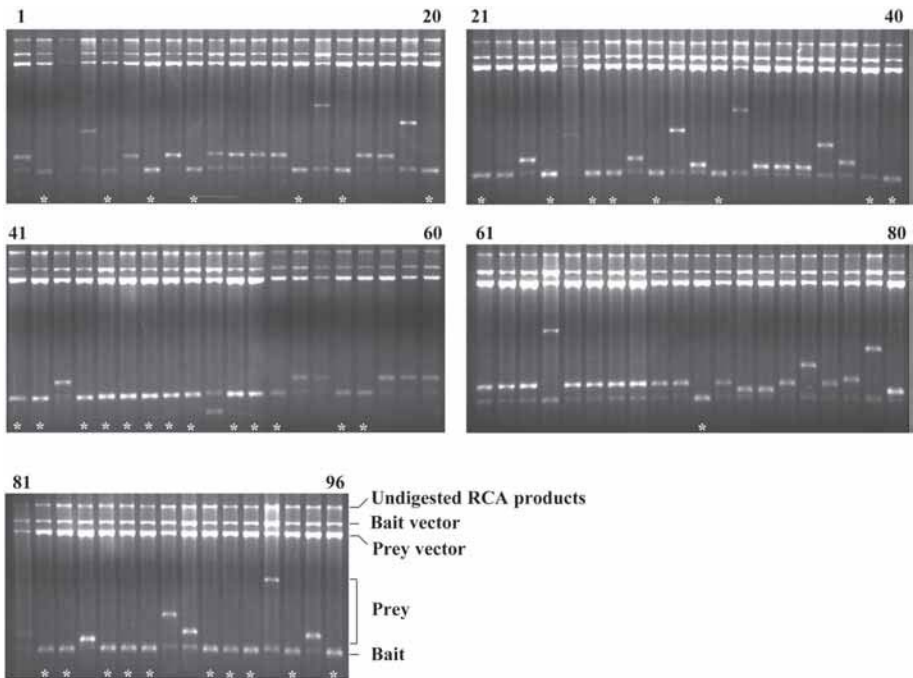 1 20
21 40
* * * * * * *
* * * * * * * *
41 60
61 80
* * * * * * * * * * * * *
*
81 96
Undigested RCA products
Bait vector
Prey vector
Prey
Bait
* * * * * * * * * *